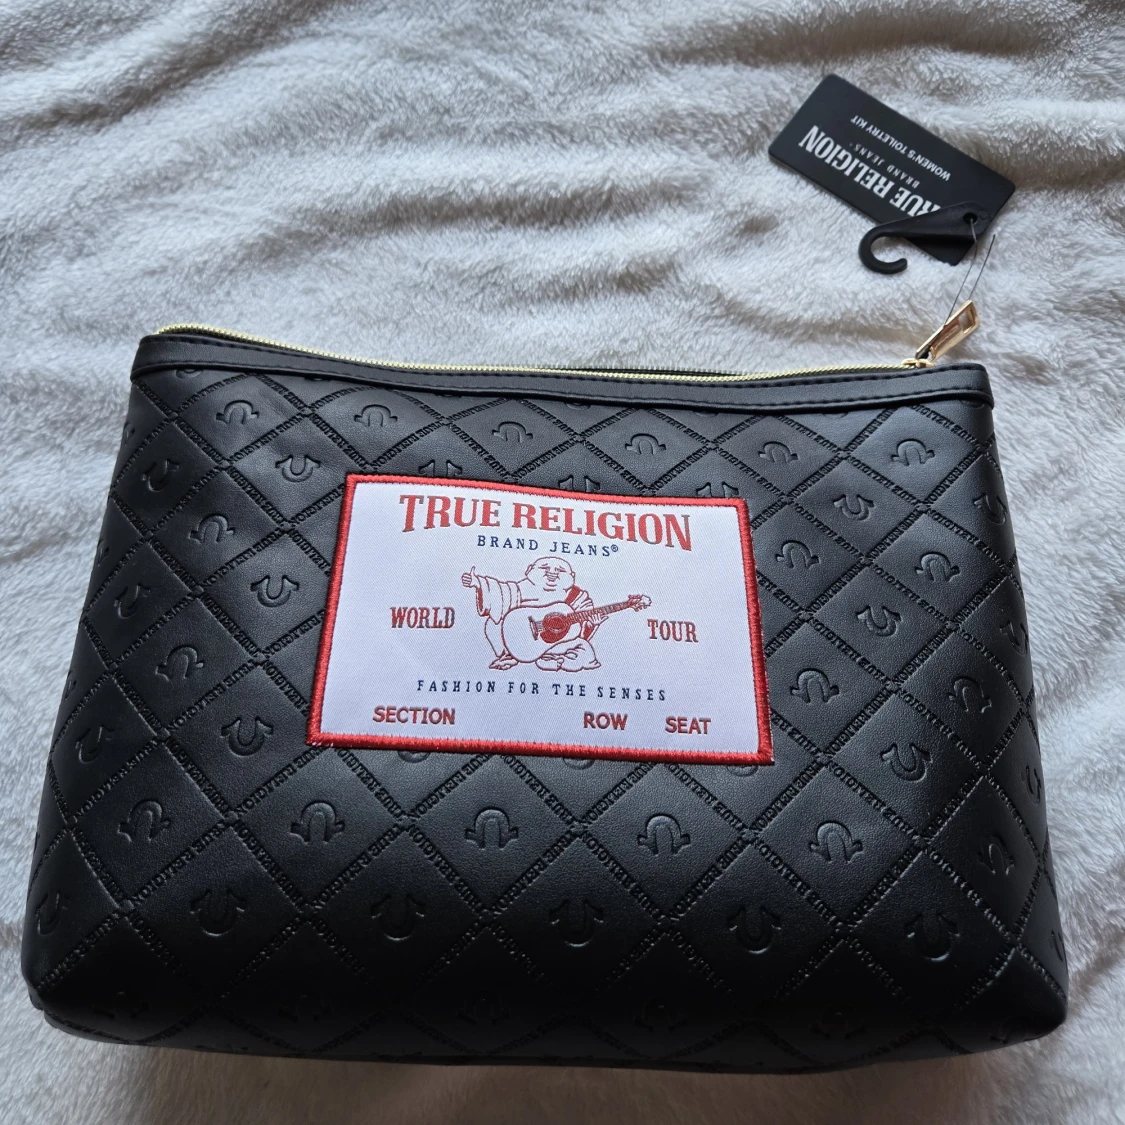 TRUE RELIGION
BRAND JEANS®
WORLD TOUR
FASHION FOR THE SENSES
SECTION ROW SEAT
TRUE RELIGION
BRAND JEANS
WOMEN'S TOILETRY KIT